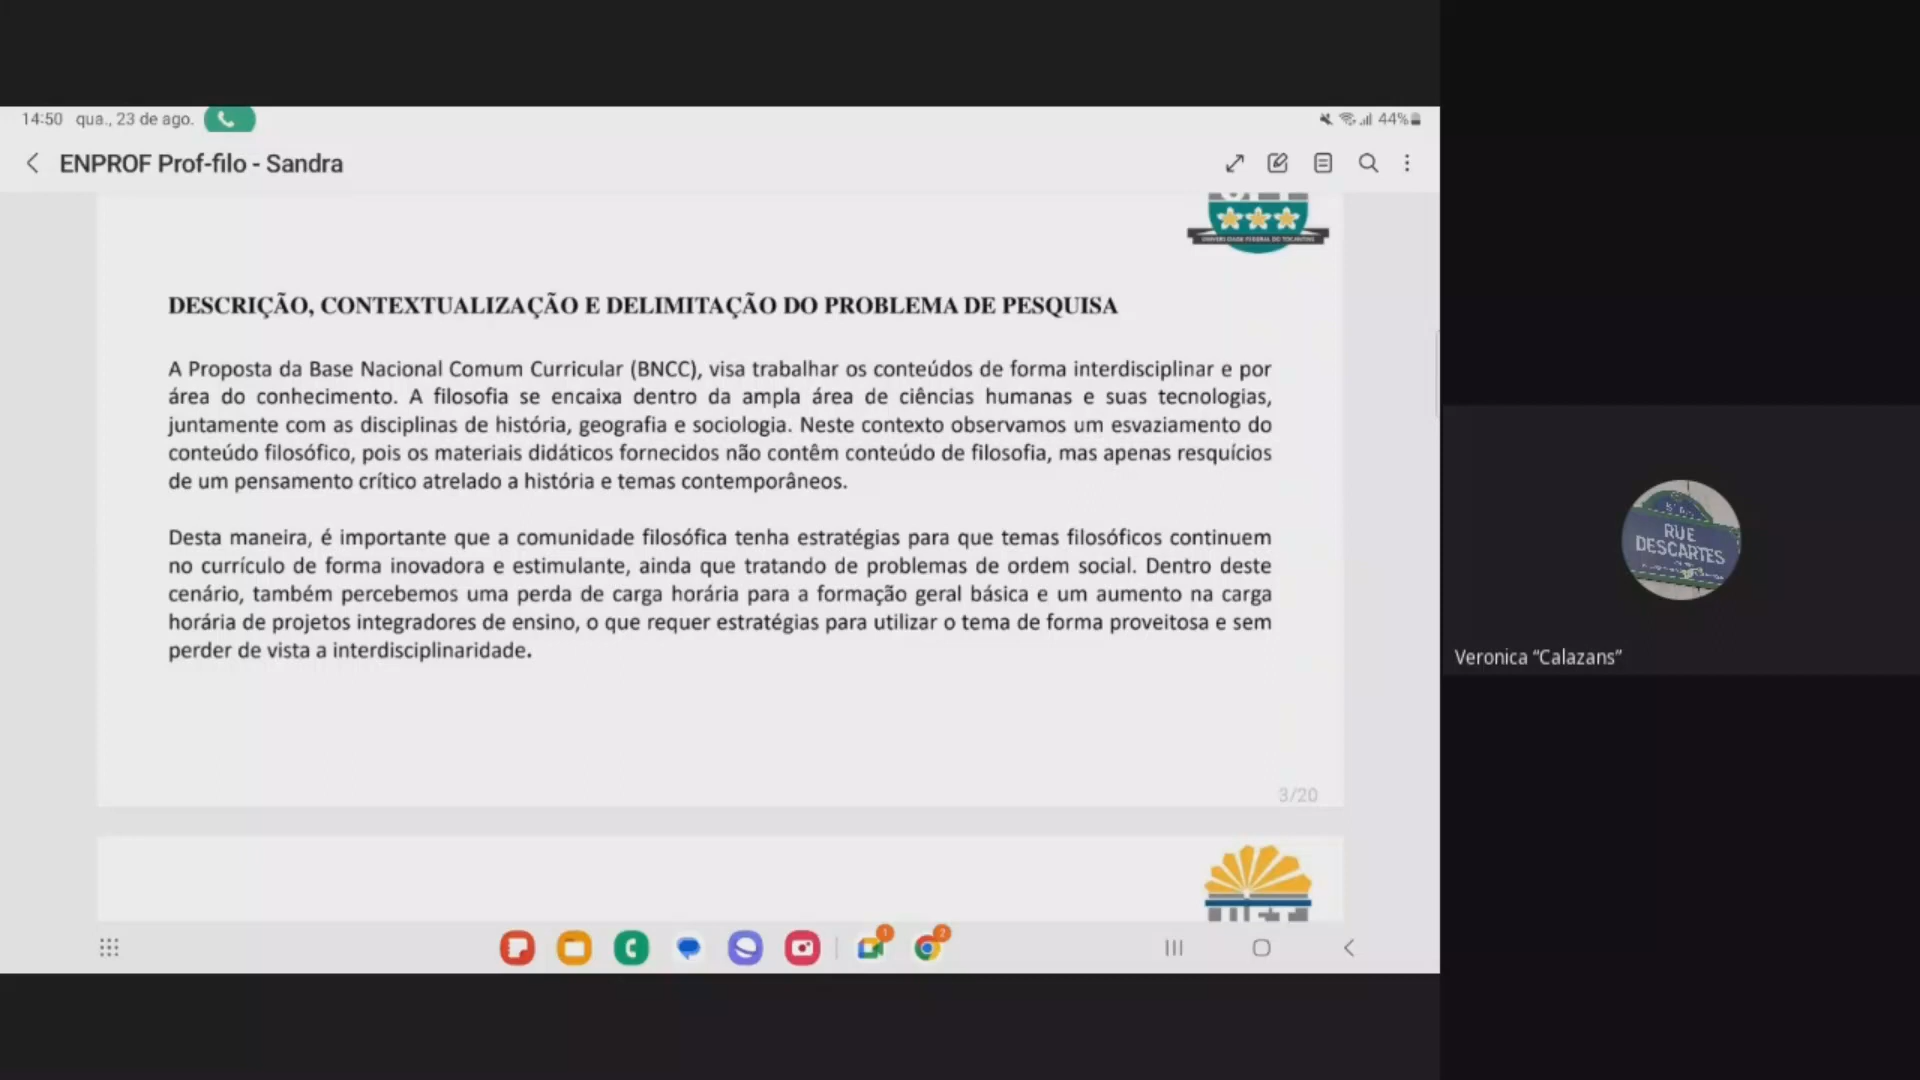 14:50 qua., 23 de ago.
44%
ENPROF Prof-filo - Sandra
UNIVERSIDADE FEDERAL DO TOCANTINS
DESCRIÇÃO, CONTEXTUALIZAÇÃO E DELIMITAÇÃO DO PROBLEMA DE PESQUISA
A Proposta da Base Nacional Comum Curricular (BNCC), visa trabalhar os conteúdos de forma interdisciplinar e por
área do conhecimento. A filosofia se encaixa dentro da ampla área de ciências humanas e suas tecnologias,
juntamente com as disciplinas de história, geografia e sociologia. Neste contexto observamos um esvaziamento do
conteúdo filosófico, pois os materiais didáticos fornecidos não contêm conteúdo de filosofia, mas apenas resquícios
de um pensamento crítico atrelado a história e temas contemporâneos.
Desta maneira, é importante que a comunidade filosófica tenha estratégias para que temas filosóficos continuem
no currículo de forma inovadora e estimulante, ainda que tratando de problemas de ordem social. Dentro deste
cenário, também percebemos uma perda de carga horária para a formação geral básica e um aumento na carga
horária de projetos integradores de ensino, o que requer estratégias para utilizar o tema de forma proveitosa e sem
perder de vista a interdisciplinaridade.
3/20
1
2
RUE
DESCARTES
Veronica “Calazans”